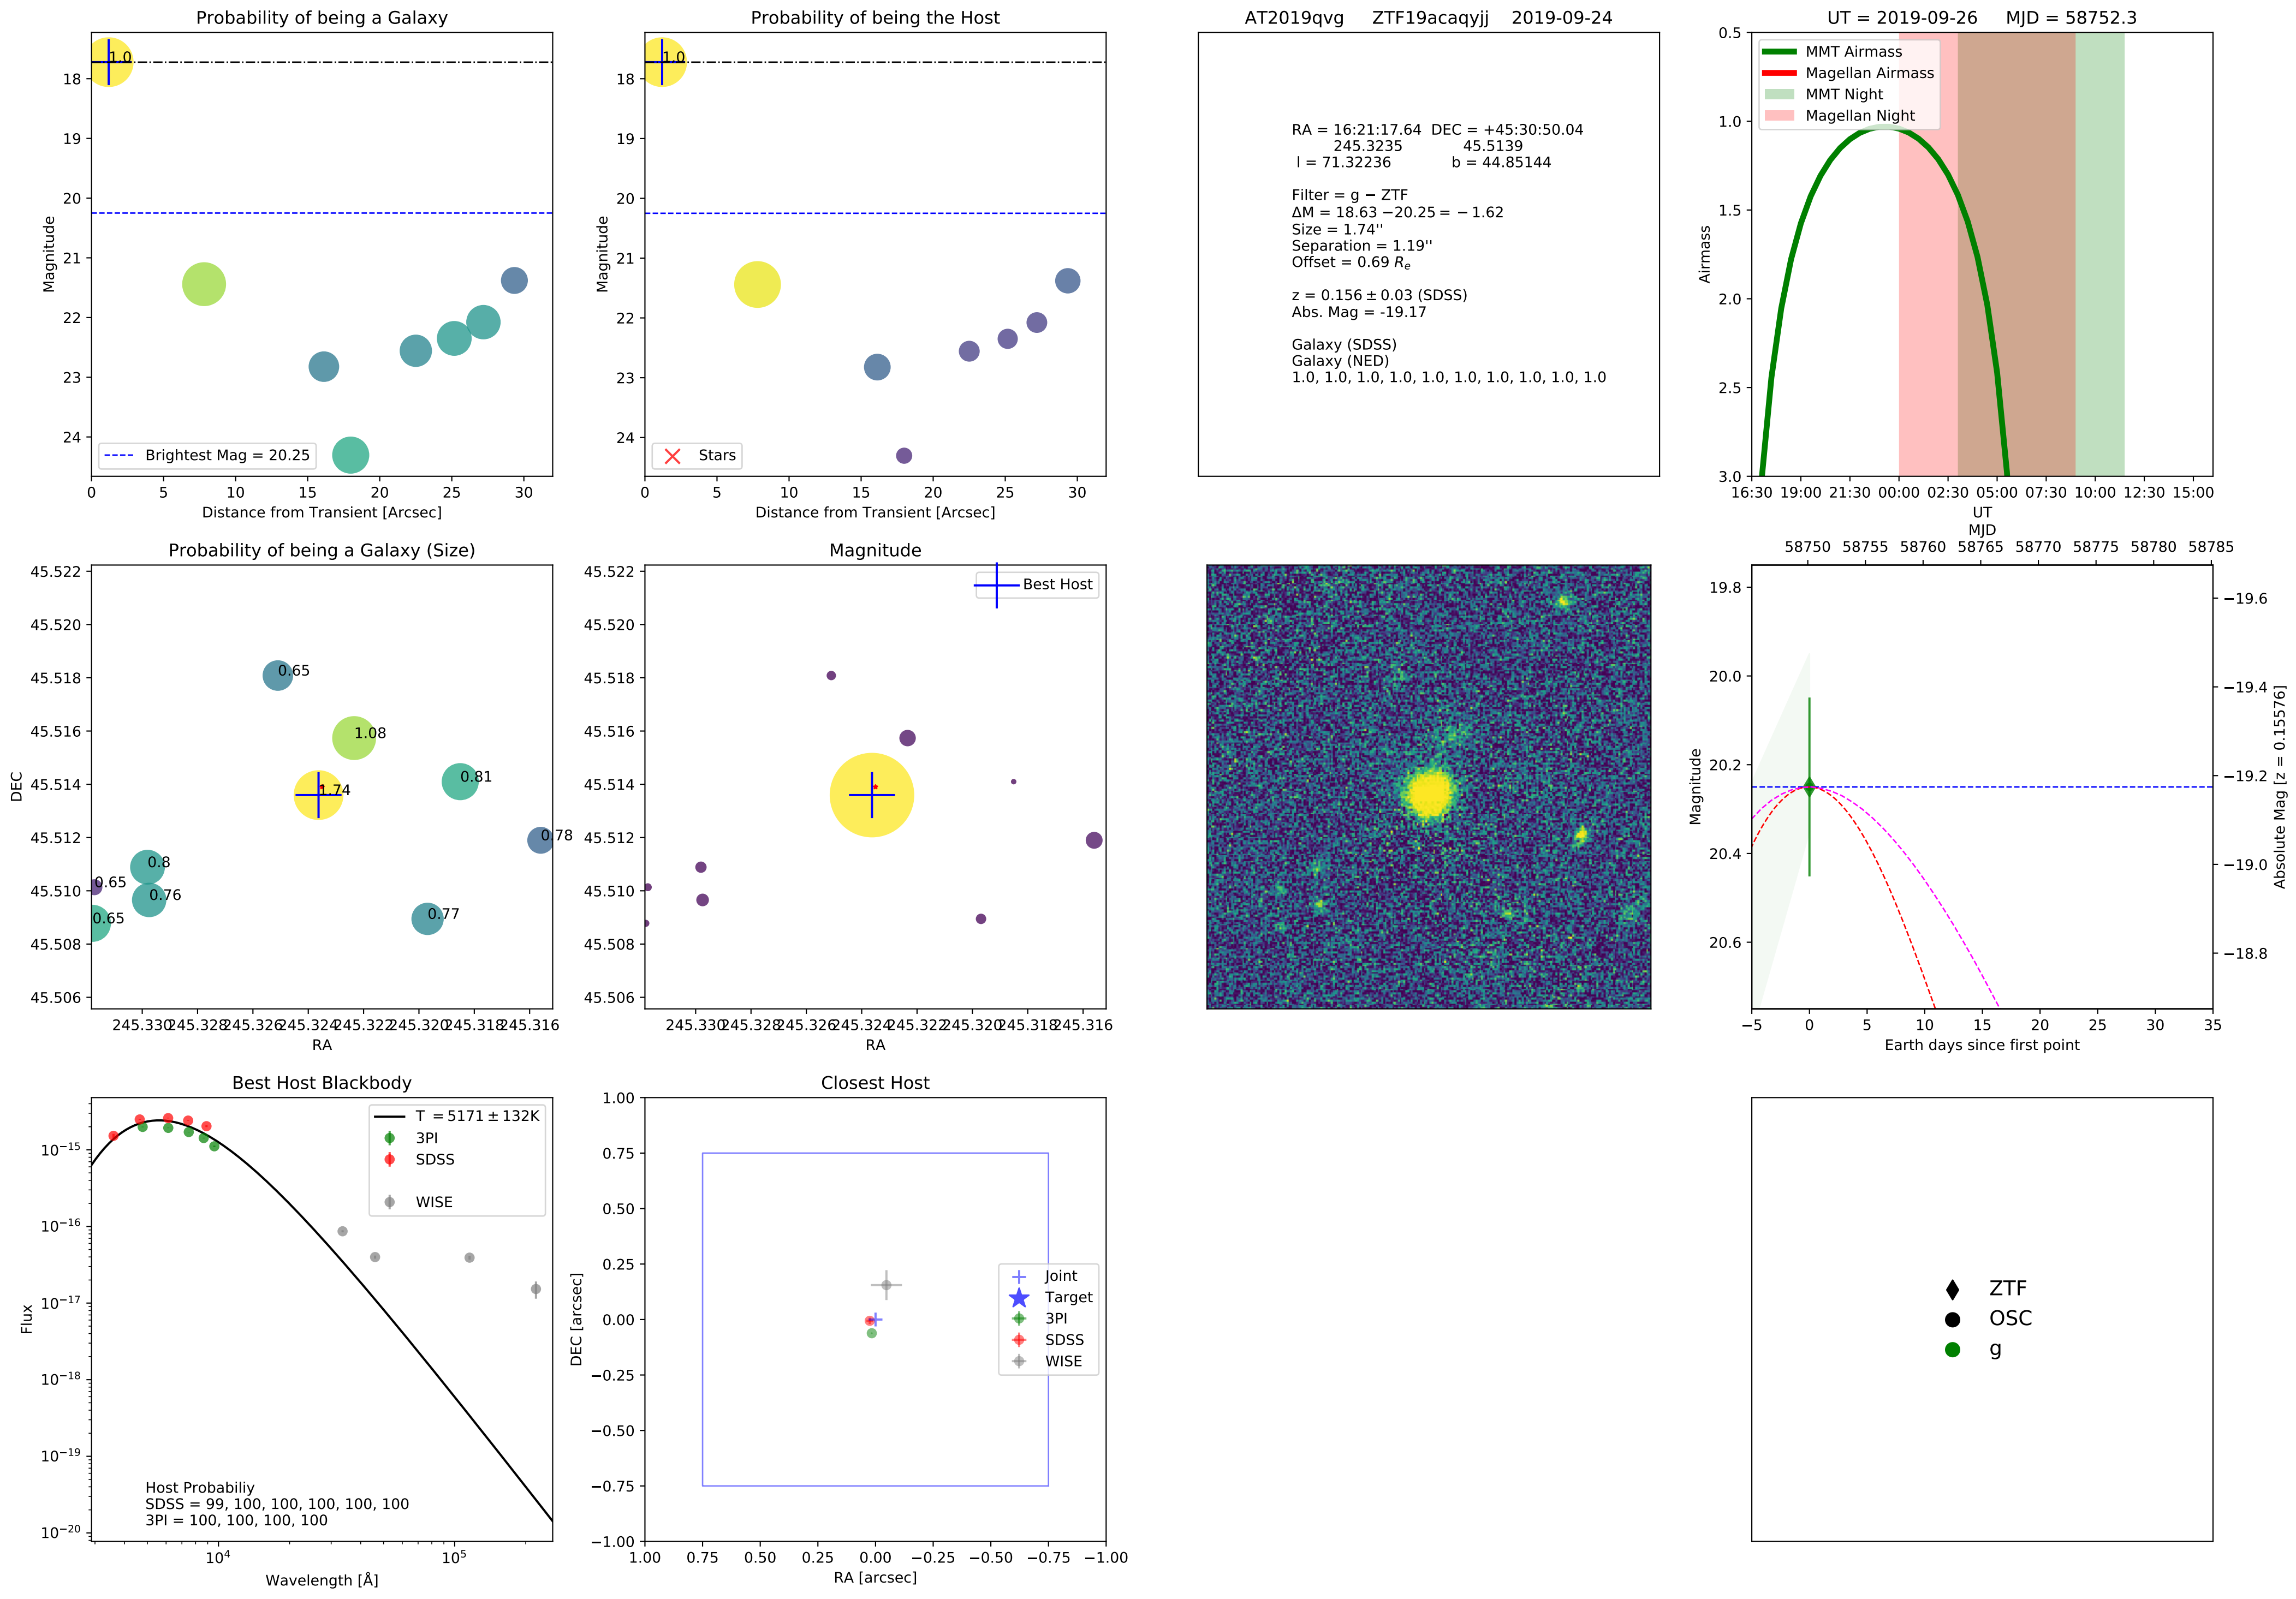 Probability of being a Galaxy
1.0
18
19
20
21
22
23
24
Magnitude
Brightest Mag = 20.25
0 5 10 15 20 25 30
Distance from Transient [Arcsec]
Probability of being the Host
1.0
18
19
20
21
22
23
24
Magnitude
Stars
0 5 10 15 20 25 30
Distance from Transient [Arcsec]
AT2019qvg ZTF19acaqyjj 2019-09-24
RA = 16:21:17.64 DEC = +45:30:50.04
245.3235 45.5139
l = 71.32236 b = 44.85144
Filter = g − ZTF
ΔM = 18.63 −20.25 = −1.62
Size = 1.74''
Separation = 1.19''
Offset = 0.69 Re
z = 0.156 ± 0.03 (SDSS)
Abs. Mag = -19.17
Galaxy (SDSS)
Galaxy (NED)
1.0, 1.0, 1.0, 1.0, 1.0, 1.0, 1.0, 1.0, 1.0, 1.0
UT = 2019-09-26 MJD = 58752.3
MMT Airmass
Magellan Airmass
MMT Night
Magellan Night
0.5
1.0
1.5
2.0
2.5
3.0
Airmass
16:30 19:00 21:30 00:00 02:30 05:00 07:30 10:00 12:30 15:00
UT
Probability of being a Galaxy (Size)
45.522
45.520
45.518
45.516
45.514
45.512
45.510
45.508
45.506
DEC
0.65
1.08
0.81
1.74
0.78
0.8
0.65
0.76
0.77
0.65
245.330 245.328 245.326 245.324 245.322 245.320 245.318 245.316
RA
Magnitude
Best Host
45.522
45.520
45.518
45.516
45.514
45.512
45.510
45.508
45.506
245.330 245.328 245.326 245.324 245.322 245.320 245.318 245.316
RA
MJD
58750 58755 58760 58765 58770 58775 58780 58785
19.8
20.0
20.2
20.4
20.6
Magnitude
−19.6
−19.4
−19.2
−19.0
−18.8
Absolute Mag [z = 0.15576]
−5 0 5 10 15 20 25 30 35
Earth days since first point
Best Host Blackbody
T = 5171 ± 132K
3PI
SDSS
WISE
10−15
10−16
10−17
10−18
10−19
10−20
Flux
Host Probabiliy
SDSS = 99, 100, 100, 100, 100, 100
3PI = 100, 100, 100, 100
104 105
Wavelength [Å]
Closest Host
1.00
0.75
0.50
0.25
0.00
−0.25
−0.50
−0.75
−1.00
DEC [arcsec]
Joint
Target
3PI
SDSS
WISE
1.00 0.75 0.50 0.25 0.00 −0.25 −0.50 −0.75 −1.00
RA [arcsec]
ZTF
OSC
g